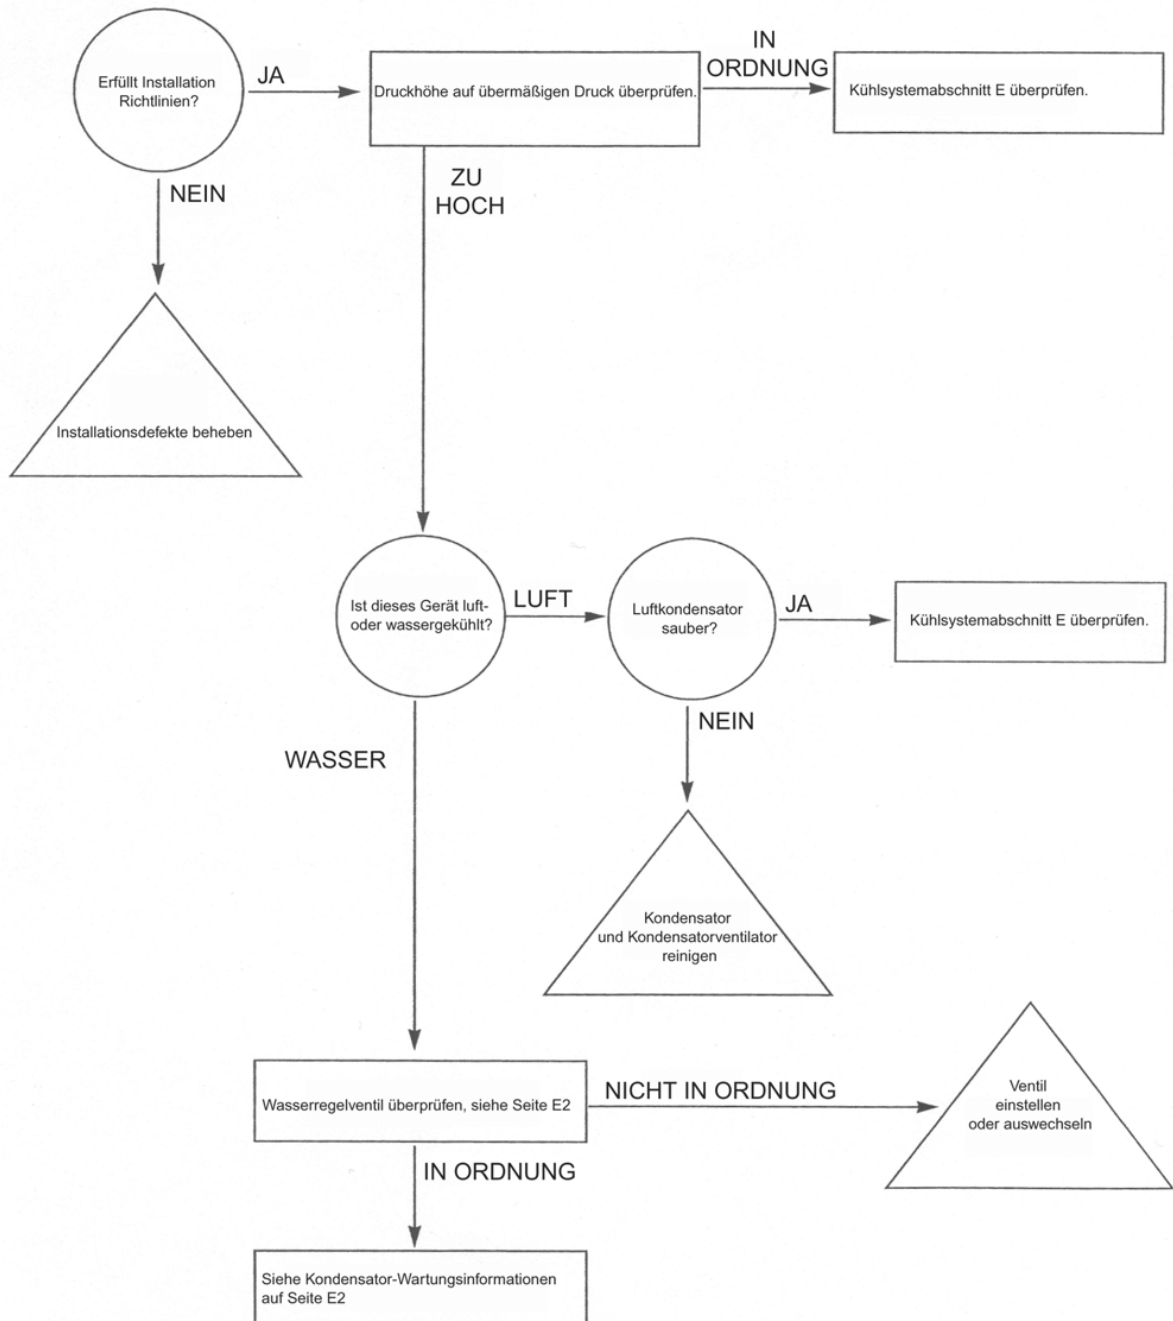 Erfüllt Installation
Richtlinien?
JA
Druckhöhe auf übermäßigen Druck überprüfen.
IN
ORDNUNG
Kühlsystemabschnitt E überprüfen.
NEIN
ZU
HOCH
Installationsdefekte beheben
Ist dieses Gerät luft-
oder wassergekühlt?
LUFT
Luftkondensator
sauber?
JA
Kühlsystemabschnitt E überprüfen.
NEIN
WASSER
Kondensator
und Kondensatorventilator
reinigen
Wasserregelventil überprüfen, siehe Seite E2
NICHT IN ORDNUNG
Ventil
einstellen
oder auswechseln
IN ORDNUNG
Siehe Kondensator-Wartungsinformationen
auf Seite E2